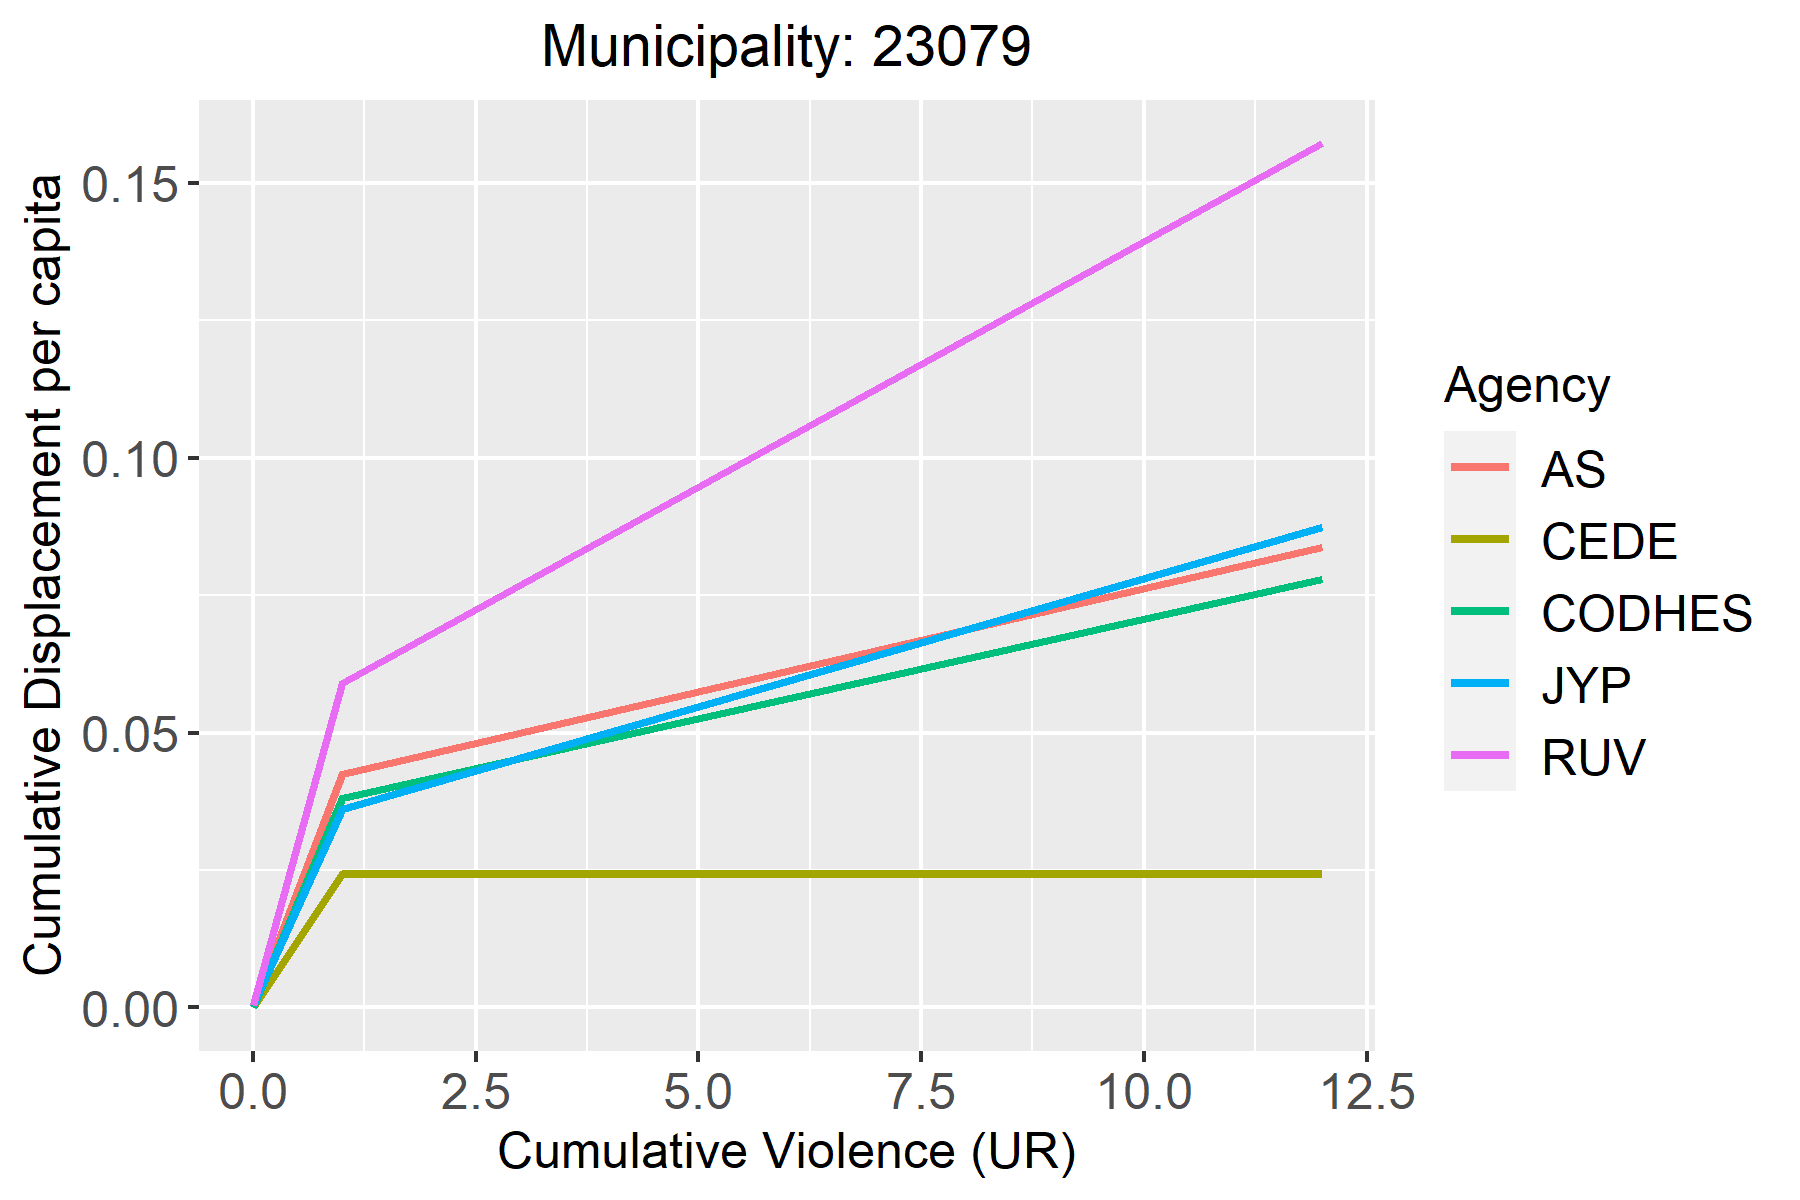 Municipality: 23079
Cumulative Displacement per capita
0.15
0.10
0.05
0.00
0.0 2.5 5.0 7.5 10.0 12.5
Cumulative Violence (UR)
Agency
AS
CEDE
CODHES
JYP
RUV